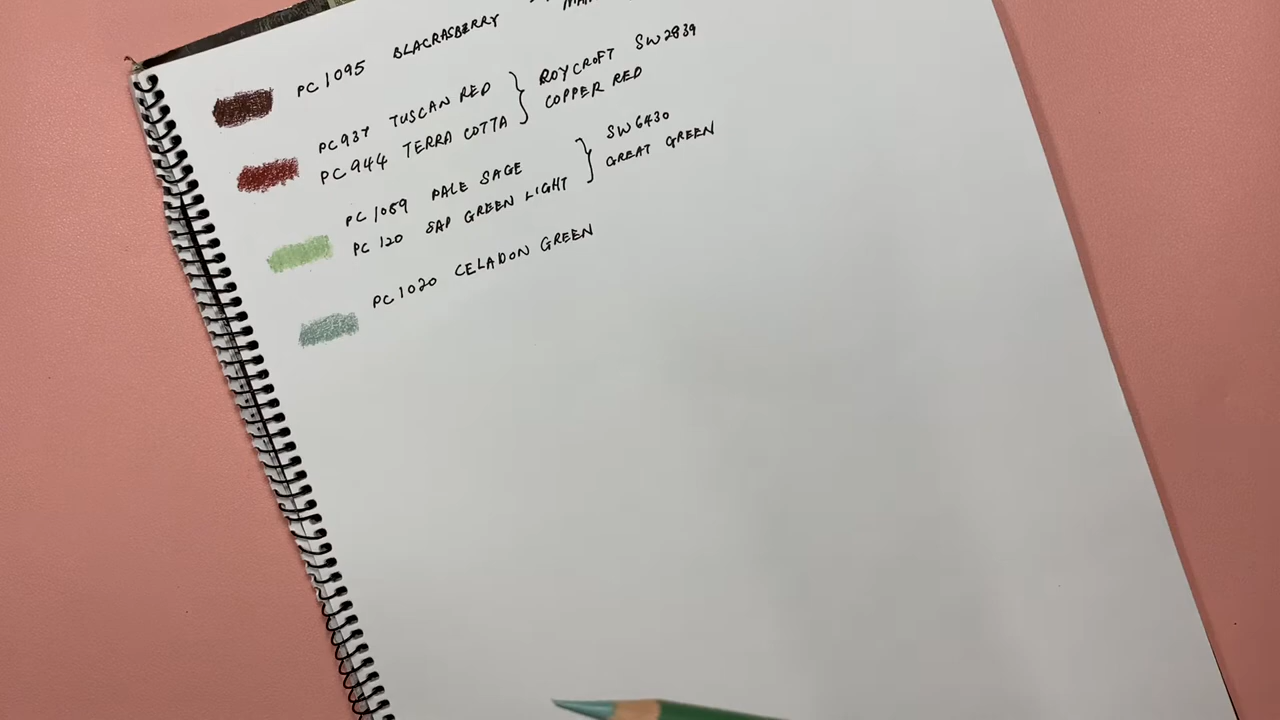 PC 1095 BLACRASBERRY
PC 937 TUSCAN RED
PC 944 TERRA COTTA
ROYCROFT SW2839
COPPER RED
PC 1089 PALE SAGE
PC 120 SAP GREEN LIGHT
SW6430
GREAT GREEN
PC 1020 CELADON GREEN